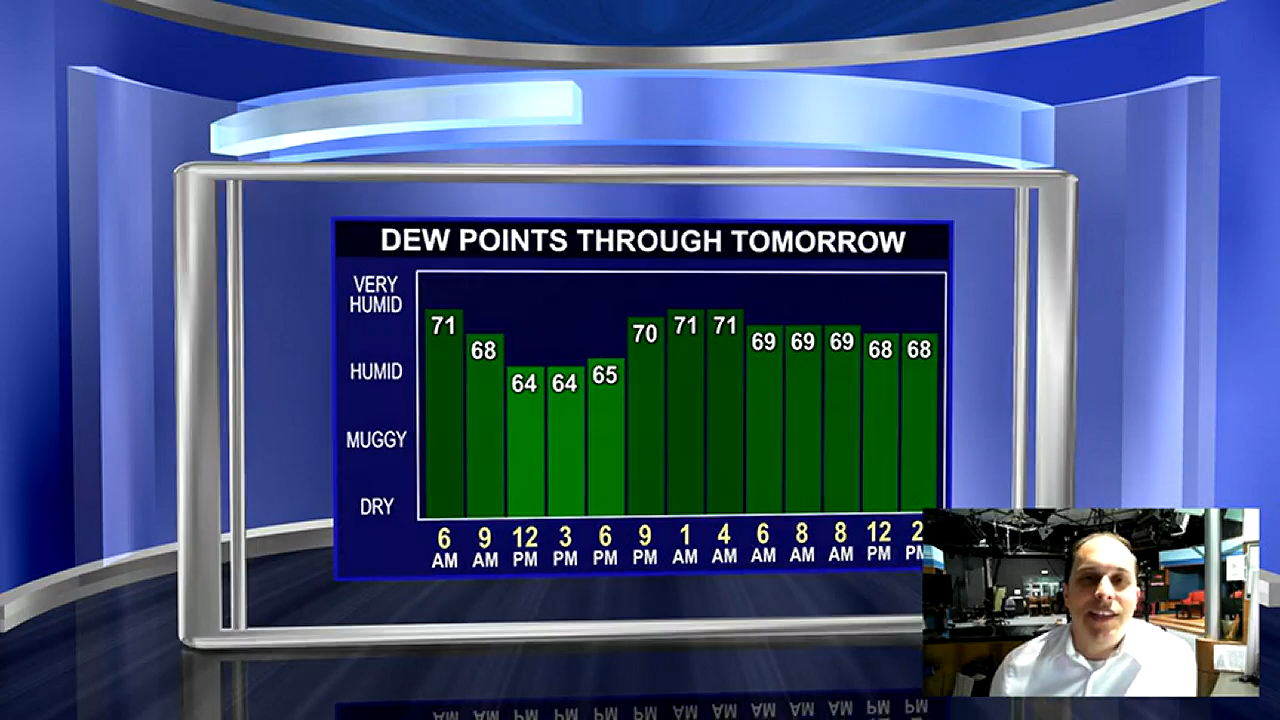 DEW POINTS THROUGH TOMORROW
VERY
HUMID
HUMID
MUGGY
DRY
71 68 64 64 65 70 71 71 69 69 69 68 68
6 9 12 3 6 9 1 4 6 8 8 12 2
AM AM PM PM PM PM AM AM AM AM AM PM PM